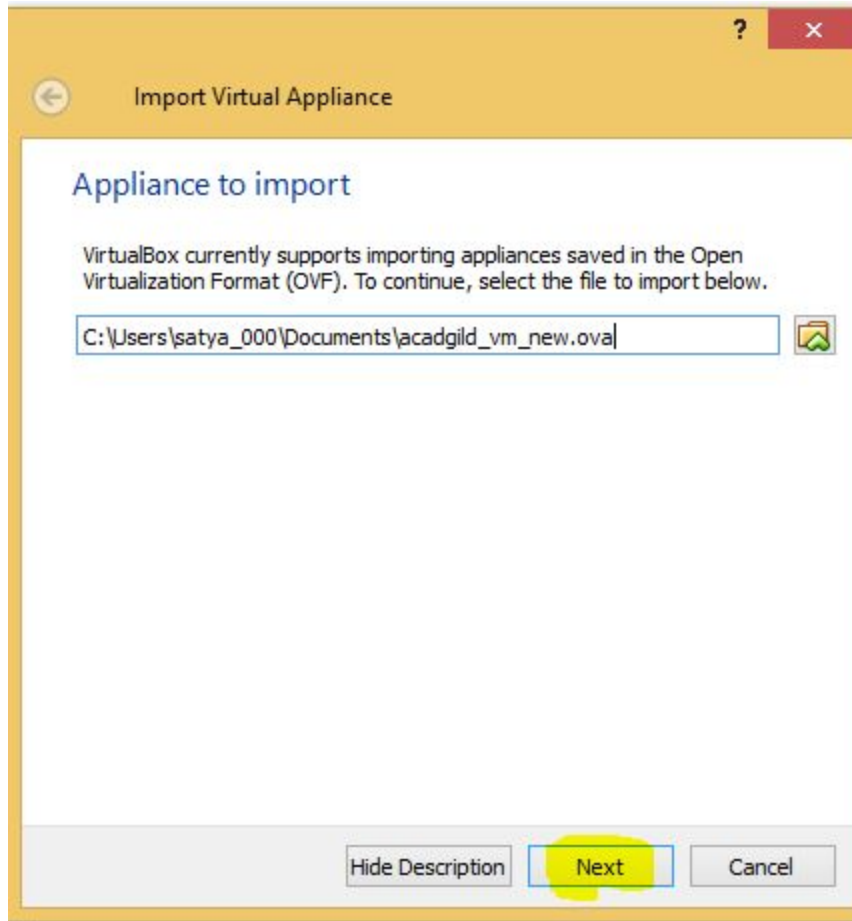 ?
Import Virtual Appliance
Appliance to import
VirtualBox currently supports importing appliances saved in the Open
Virtualization Format (OVF). To continue, select the file to import below.
C:\Users\satya_000\Documents\acadgild_vm_new.ova
Hide Description Next Cancel